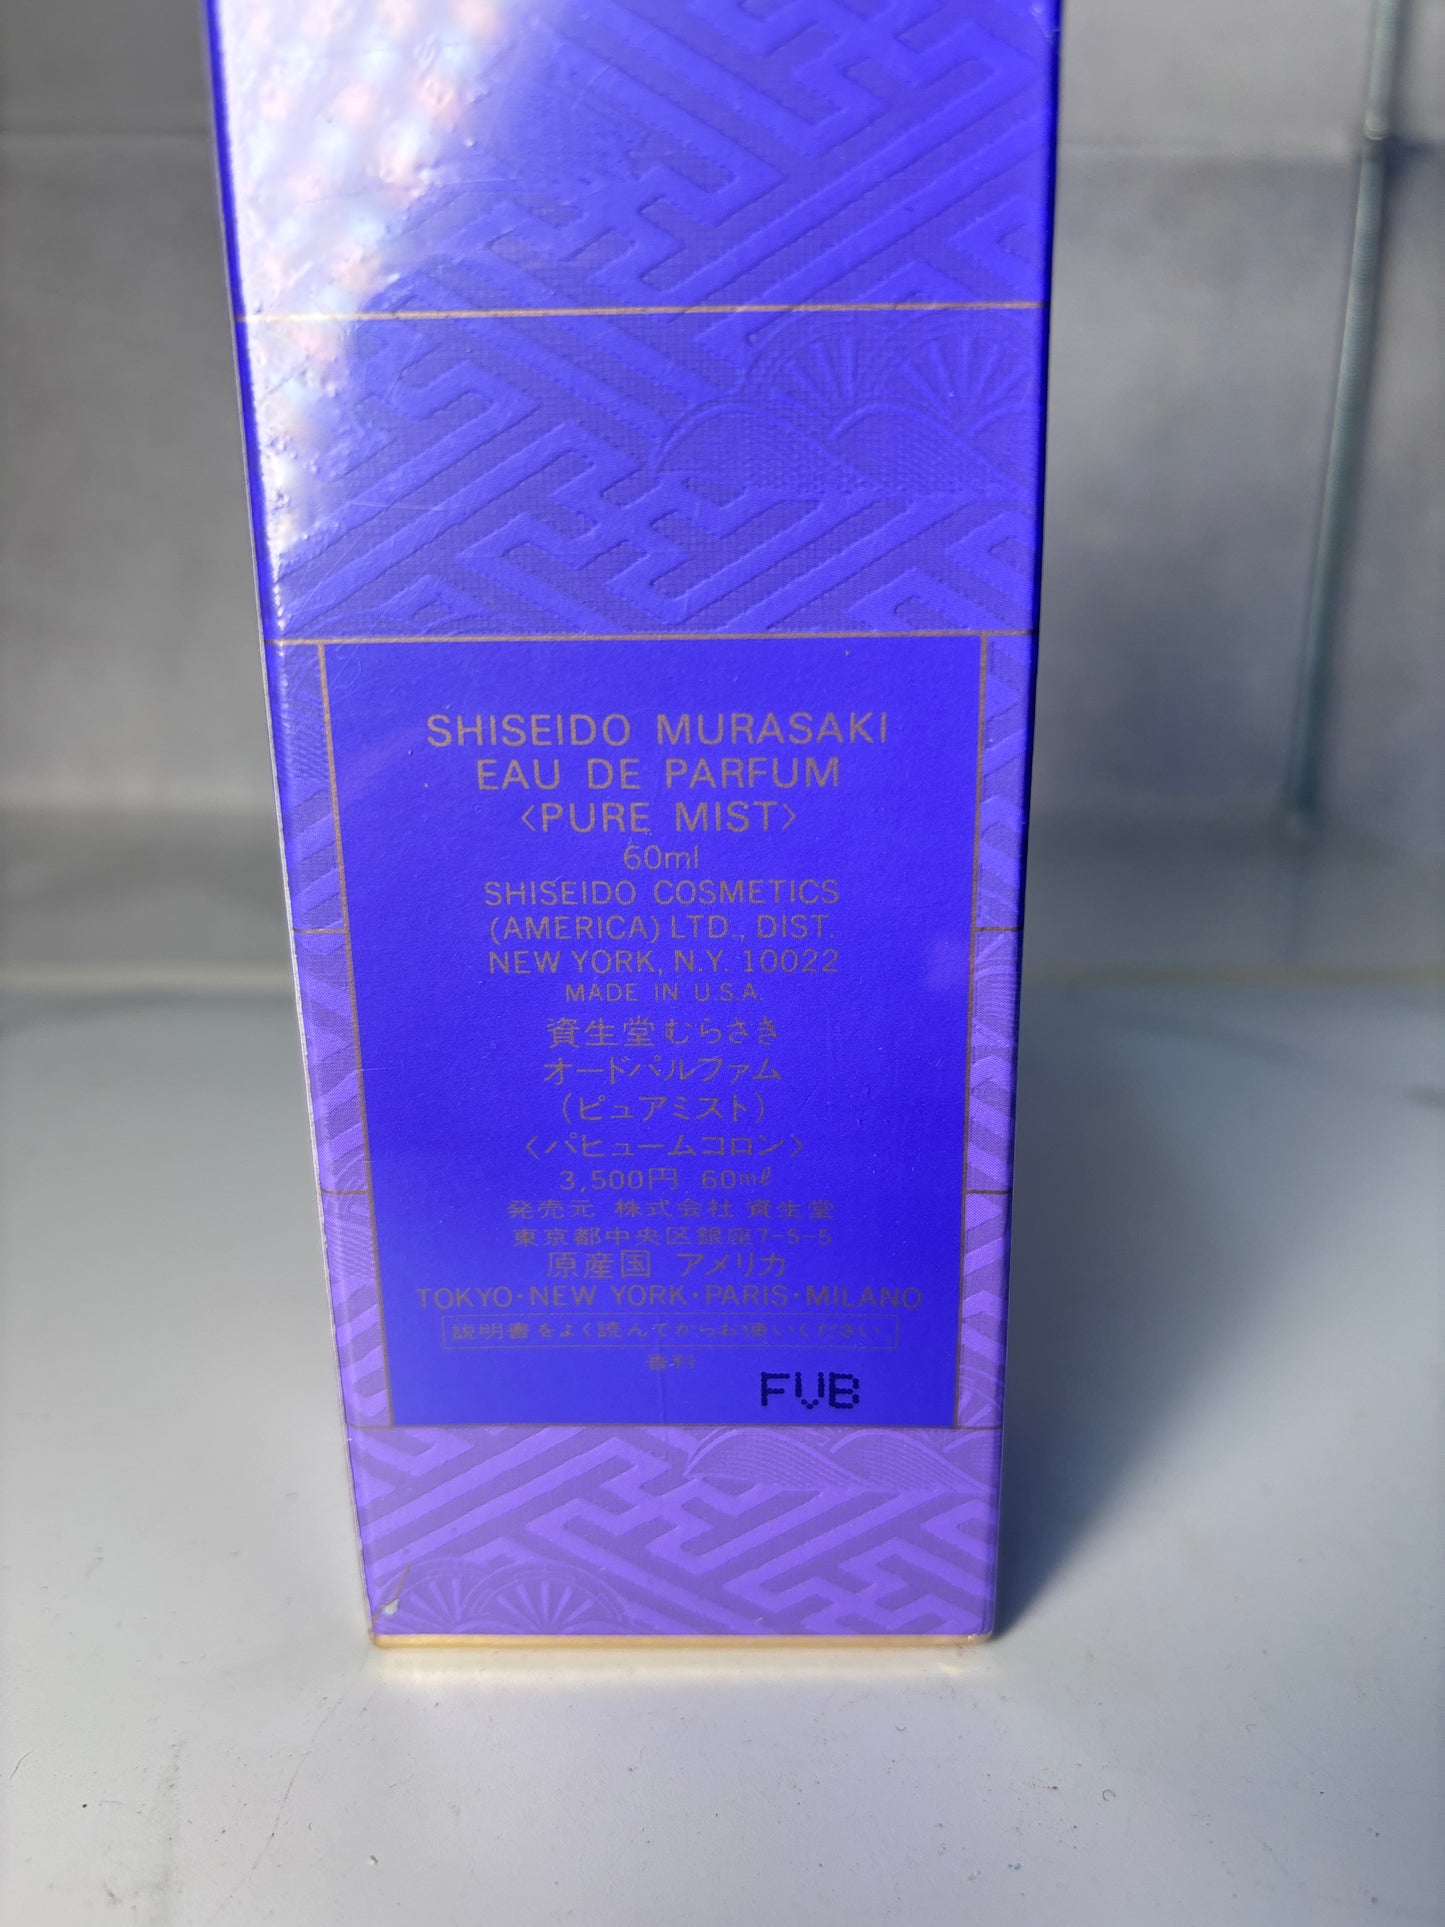 SHISEIDO MURASAKI
EAU DE PARFUM
<PURE MIST>
60ml
SHISEIDO COSMETICS
(AMERICA) LTD., DIST.
NEW YORK, N.Y. 10022
MADE IN U.S.A.
資生堂むらさき
オードパルファム
(ピュアミスト)
〈パヒュームコロン〉
3,500円 60mℓ
発売元 株式会社 資生堂
東京都中央区銀座7-5-5
原産国 アメリカ
TOKYO・NEW YORK・PARIS・MILANO
説明書をよく読んでからお使いください。
香料
FVB